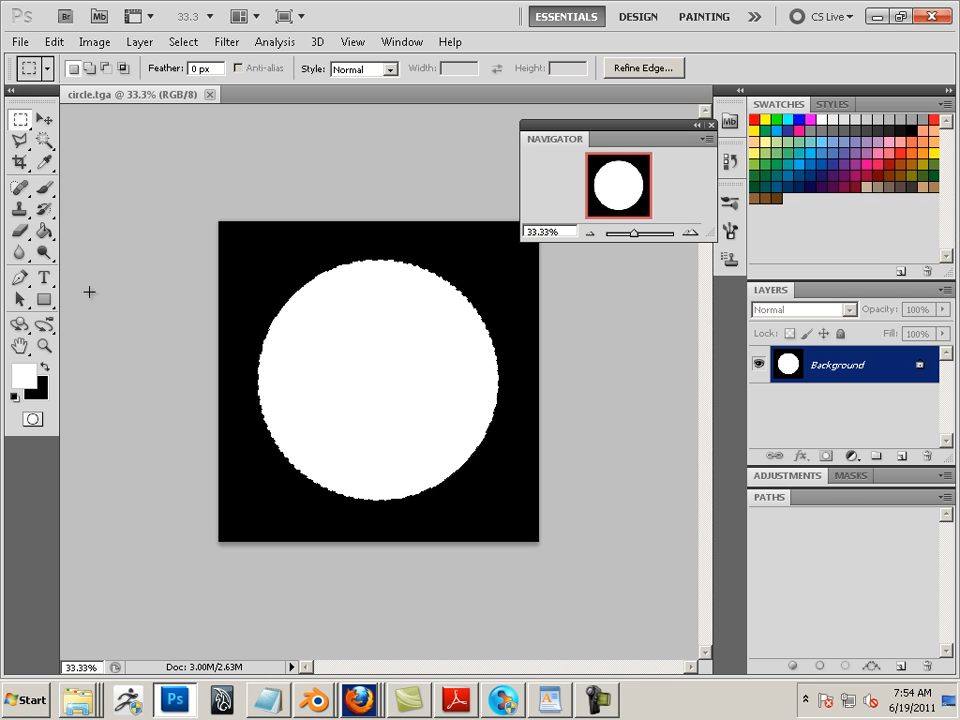 Ps Br Mb 33.3 ESSENTIALS DESIGN PAINTING CS Live
File Edit Image Layer Select Filter Analysis 3D View Window Help
Feather: 0 px Anti-alias Style: Normal Width: Height: Refine Edge...
circle.tga @ 33.3% (RGB/8)
SWATCHES STYLES
Mb
NAVIGATOR
33.33%
T
LAYERS
Normal Opacity: 100%
Lock: Fill: 100%
Background
fx
ADJUSTMENTS MASKS
PATHS
33.33% Doc: 3.00M/2.63M
Start Ps 7:54 AM
6/19/2011